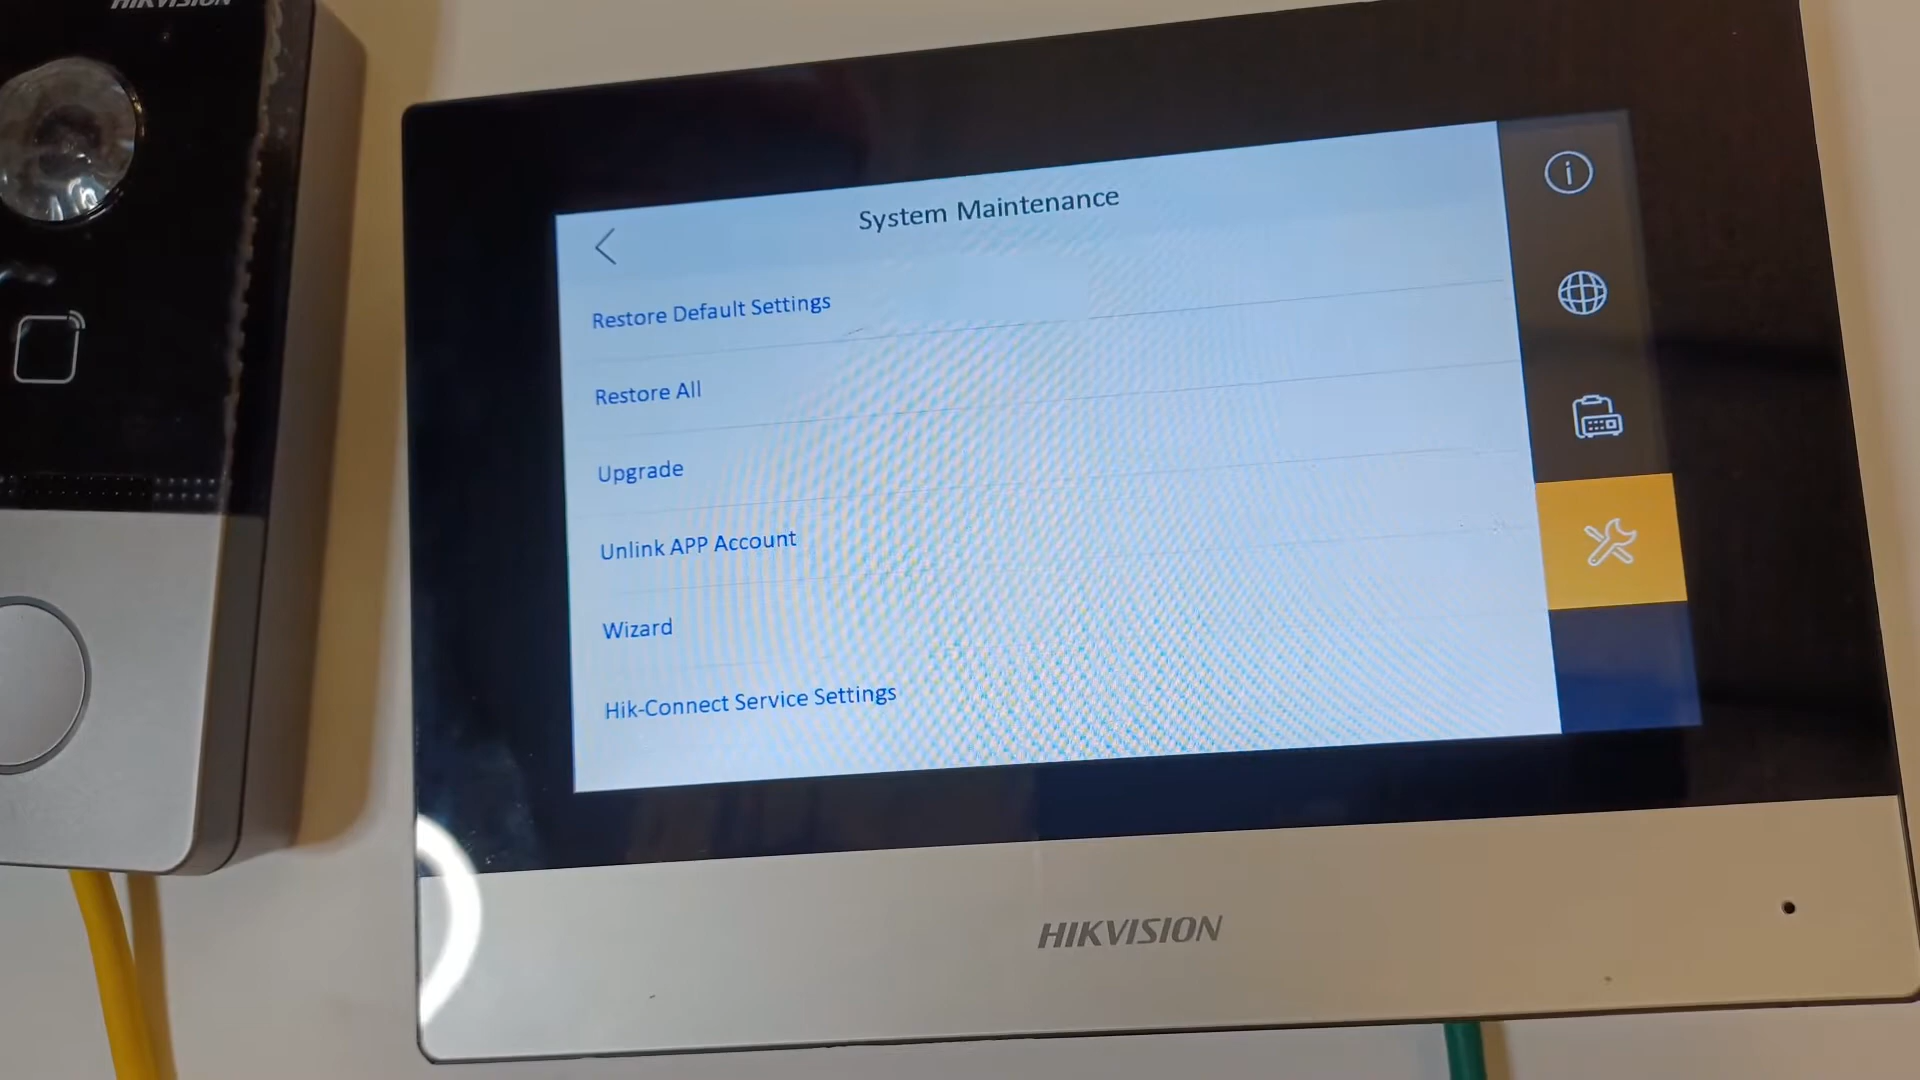 HIKVISION
System Maintenance
Restore Default Settings
Restore All
Upgrade
Unlink APP Account
Wizard
Hik-Connect Service Settings
HIKVISION